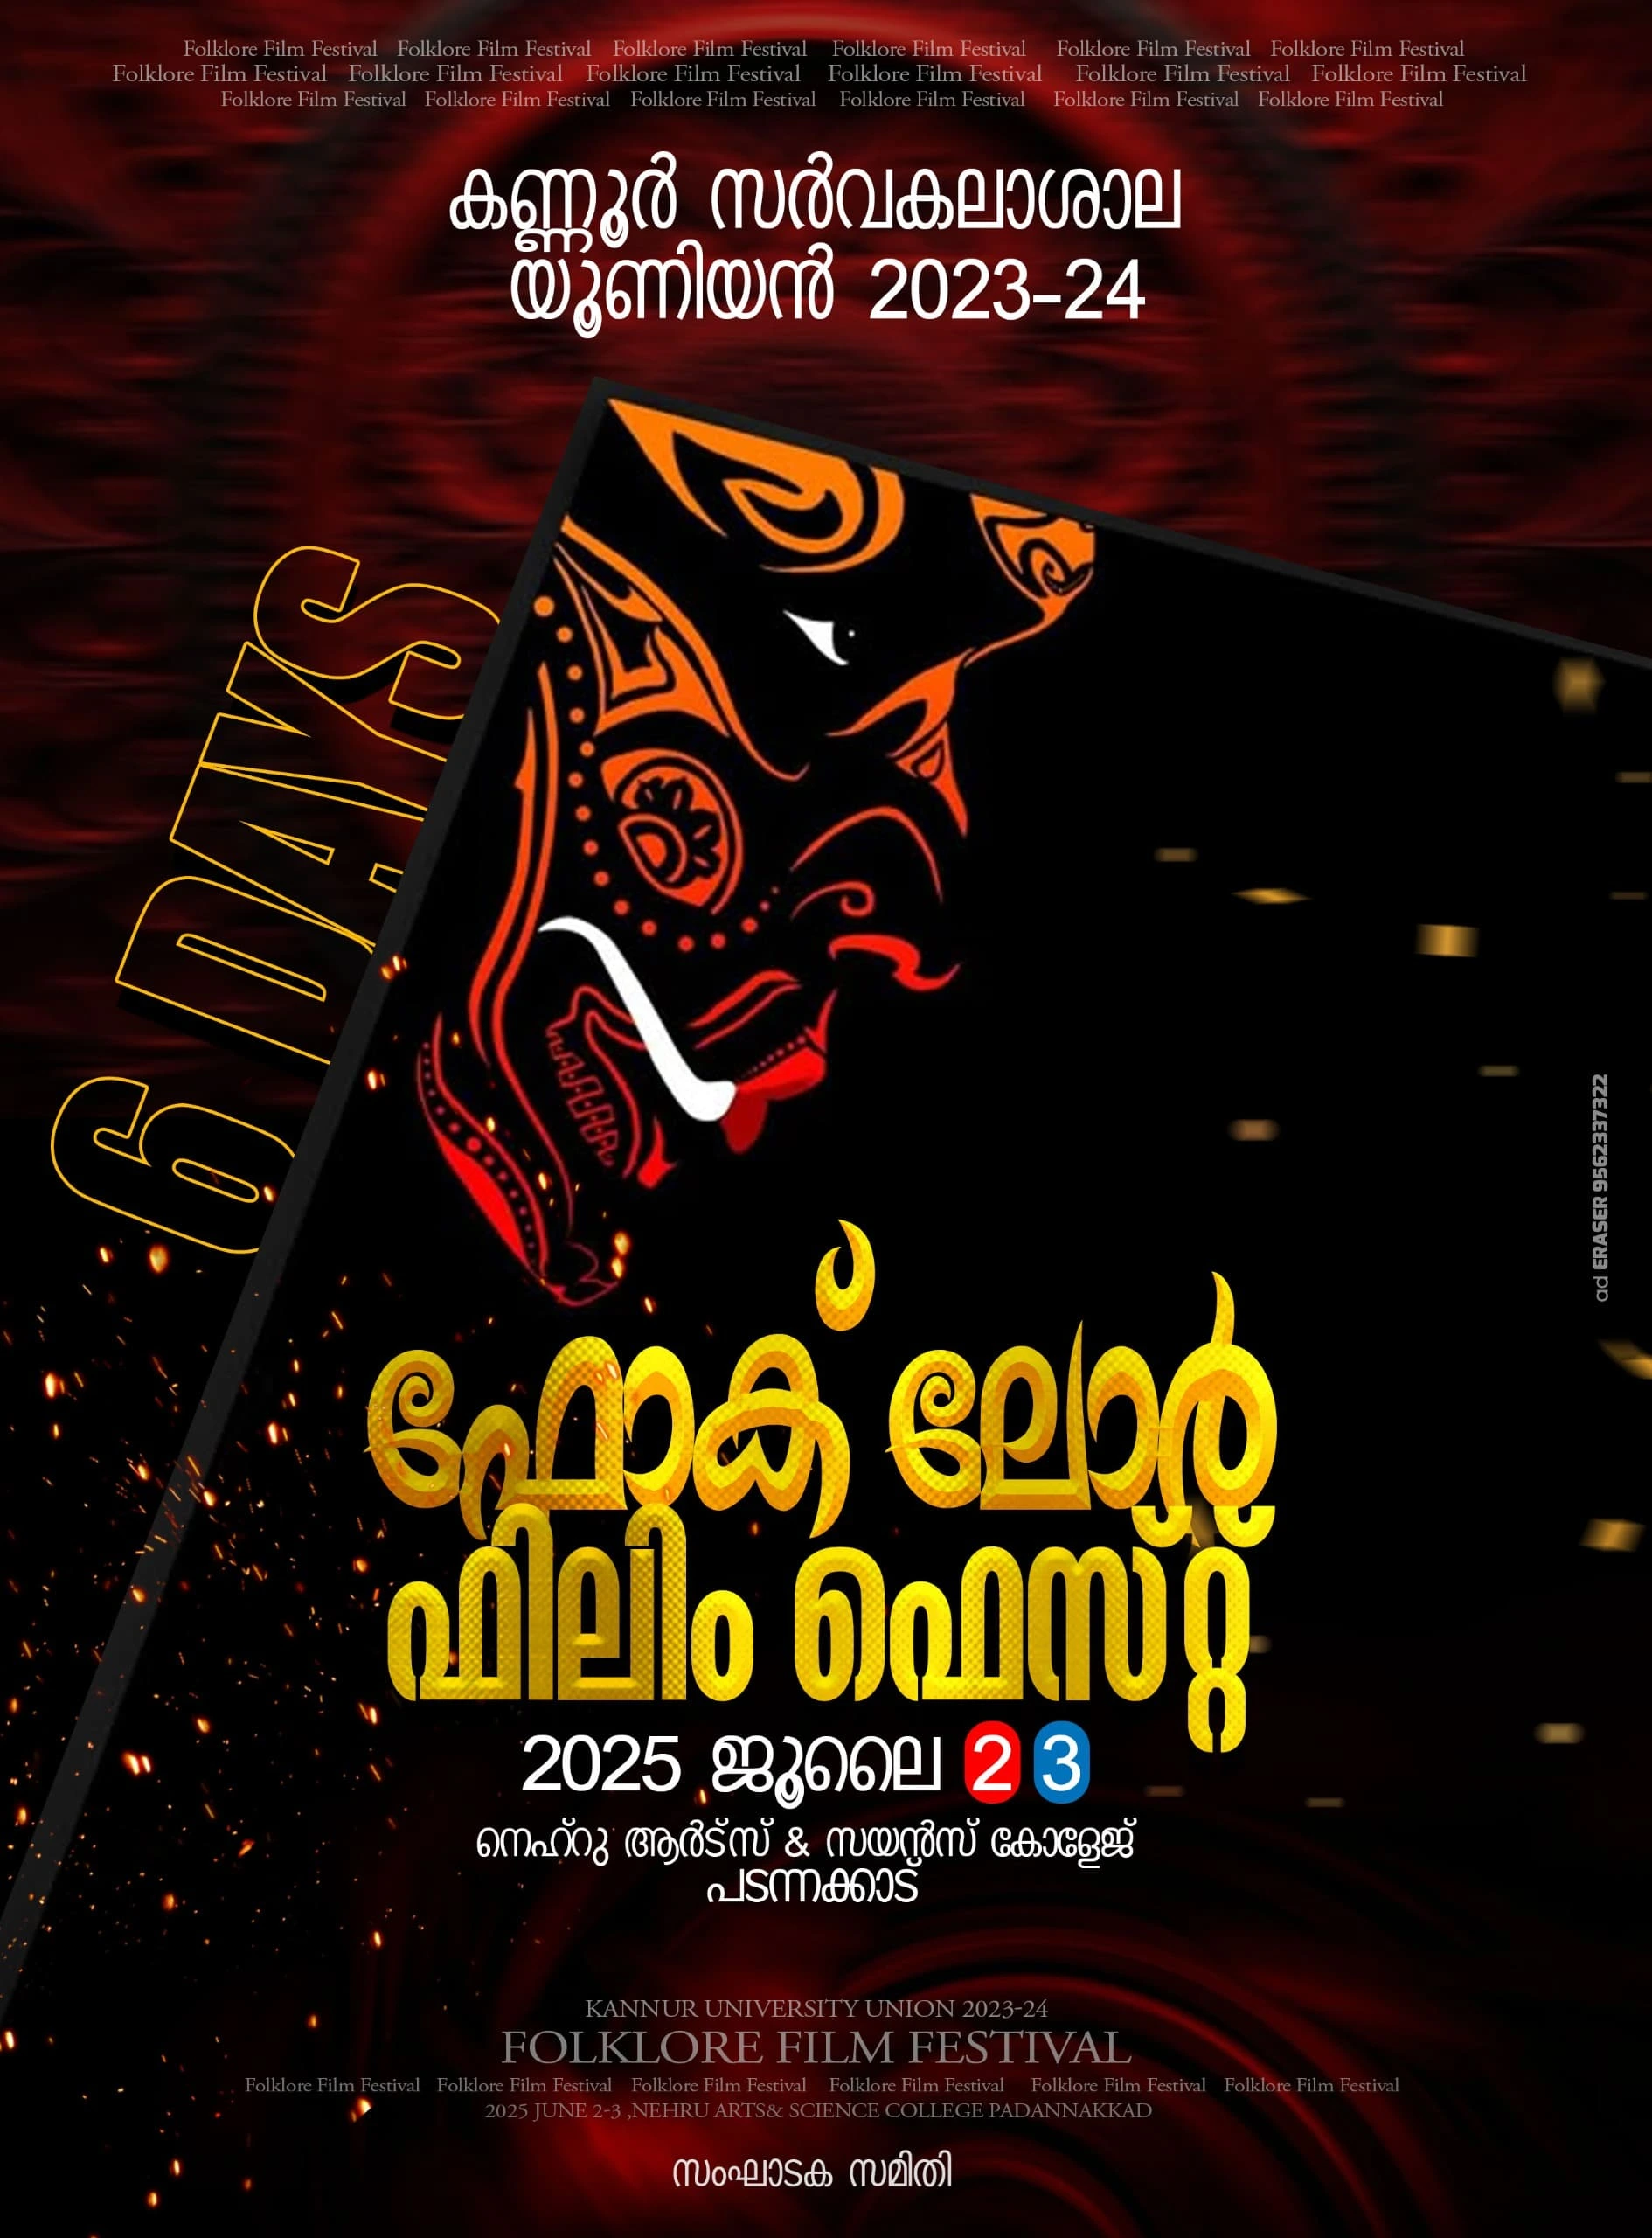 Folklore Film Festival Folklore Film Festival Folklore Film Festival Folklore Film Festival Folklore Film Festival Folklore Film Festival
Folklore Film Festival Folklore Film Festival Folklore Film Festival Folklore Film Festival Folklore Film Festival Folklore Film Festival
Folklore Film Festival Folklore Film Festival Folklore Film Festival Folklore Film Festival Folklore Film Festival Folklore Film Festival
കണ്ണൂർ സർവകലാശാല
യൂണിയൻ 2023-24
6 DAYS
ad ERASER 9562337322
ഫോക് ലോർ
ഫിലിം ഫെസ്റ്റ്
2025 ജൂലൈ 2 3
നെഹ്റു ആർട്സ് & സയൻസ് കോളേജ്
പടന്നക്കാട്
KANNUR UNIVERSITY UNION 2023-24
FOLKLORE FILM FESTIVAL
Folklore Film Festival Folklore Film Festival Folklore Film Festival Folklore Film Festival Folklore Film Festival Folklore Film Festival
2025 JUNE 2-3 ,NEHRU ARTS& SCIENCE COLLEGE PADANNAKKAD
സംഘാടക സമിതി